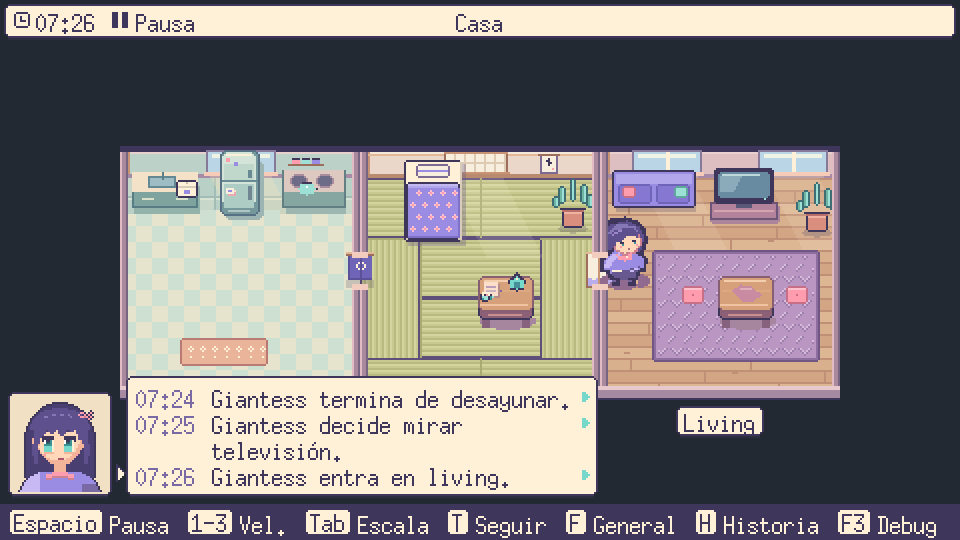 07:26 Pausa Casa
07:24 Giantess termina de desayunar.
07:25 Giantess decide mirar
televisión.
07:26 Giantess entra en living.
Living
Espacio Pausa 1-3 Vel. Tab Escala T Seguir F General H Historia F3 Debug